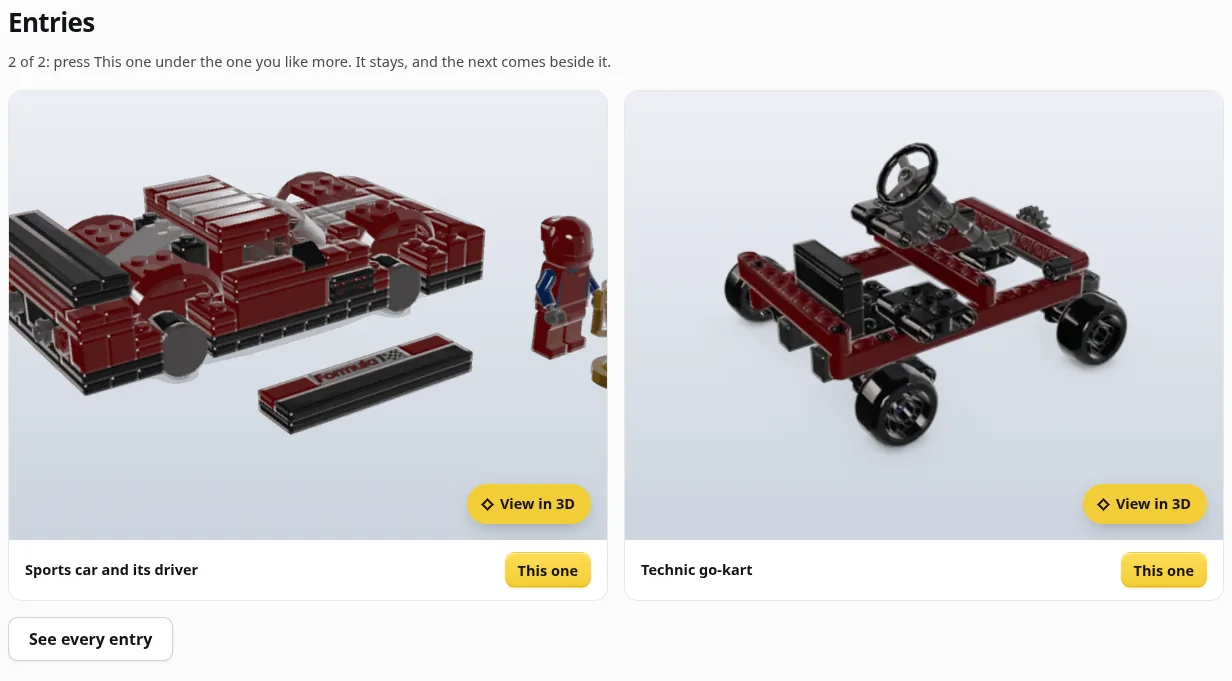 Entries
2 of 2: press This one under the one you like more. It stays, and the next comes beside it.
Formula 1
View in 3D
View in 3D
Sports car and its driver
This one
Technic go-kart
This one
See every entry